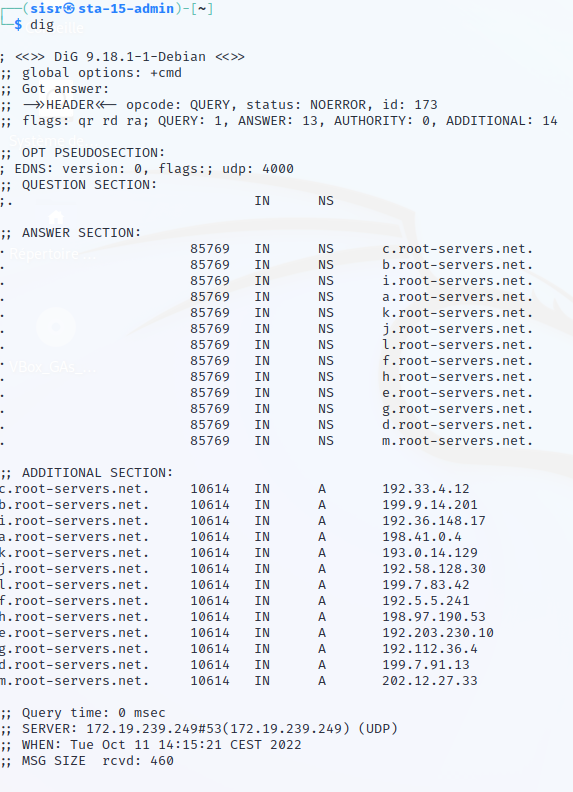 ┌──(sisr㉿sta-15-admin)-[~]
└─$ dig
; <<>> DiG 9.18.1-1-Debian <<>>
;; global options: +cmd
;; Got answer:
;; ->>HEADER<<- opcode: QUERY, status: NOERROR, id: 173
;; flags: qr rd ra; QUERY: 1, ANSWER: 13, AUTHORITY: 0, ADDITIONAL: 14
;; OPT PSEUDOSECTION:
; EDNS: version: 0, flags:; udp: 4000
;; QUESTION SECTION:
;. IN NS
;; ANSWER SECTION:
. 85769 IN NS c.root-servers.net.
. 85769 IN NS b.root-servers.net.
. 85769 IN NS i.root-servers.net.
. 85769 IN NS a.root-servers.net.
. 85769 IN NS k.root-servers.net.
. 85769 IN NS j.root-servers.net.
. 85769 IN NS l.root-servers.net.
. 85769 IN NS f.root-servers.net.
. 85769 IN NS h.root-servers.net.
. 85769 IN NS e.root-servers.net.
. 85769 IN NS g.root-servers.net.
. 85769 IN NS d.root-servers.net.
. 85769 IN NS m.root-servers.net.
;; ADDITIONAL SECTION:
c.root-servers.net. 10614 IN A 192.33.4.12
b.root-servers.net. 10614 IN A 199.9.14.201
i.root-servers.net. 10614 IN A 192.36.148.17
a.root-servers.net. 10614 IN A 198.41.0.4
k.root-servers.net. 10614 IN A 193.0.14.129
j.root-servers.net. 10614 IN A 192.58.128.30
l.root-servers.net. 10614 IN A 199.7.83.42
f.root-servers.net. 10614 IN A 192.5.5.241
h.root-servers.net. 10614 IN A 198.97.190.53
e.root-servers.net. 10614 IN A 192.203.230.10
g.root-servers.net. 10614 IN A 192.112.36.4
d.root-servers.net. 10614 IN A 199.7.91.13
m.root-servers.net. 10614 IN A 202.12.27.33
;; Query time: 0 msec
;; SERVER: 172.19.239.249#53(172.19.239.249) (UDP)
;; WHEN: Tue Oct 11 14:15:21 CEST 2022
;; MSG SIZE rcvd: 460
Répertoire ...
VBox_GAs_...